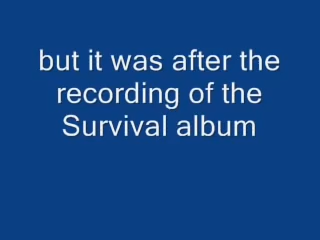 but it was after the
recording of the
Survival album